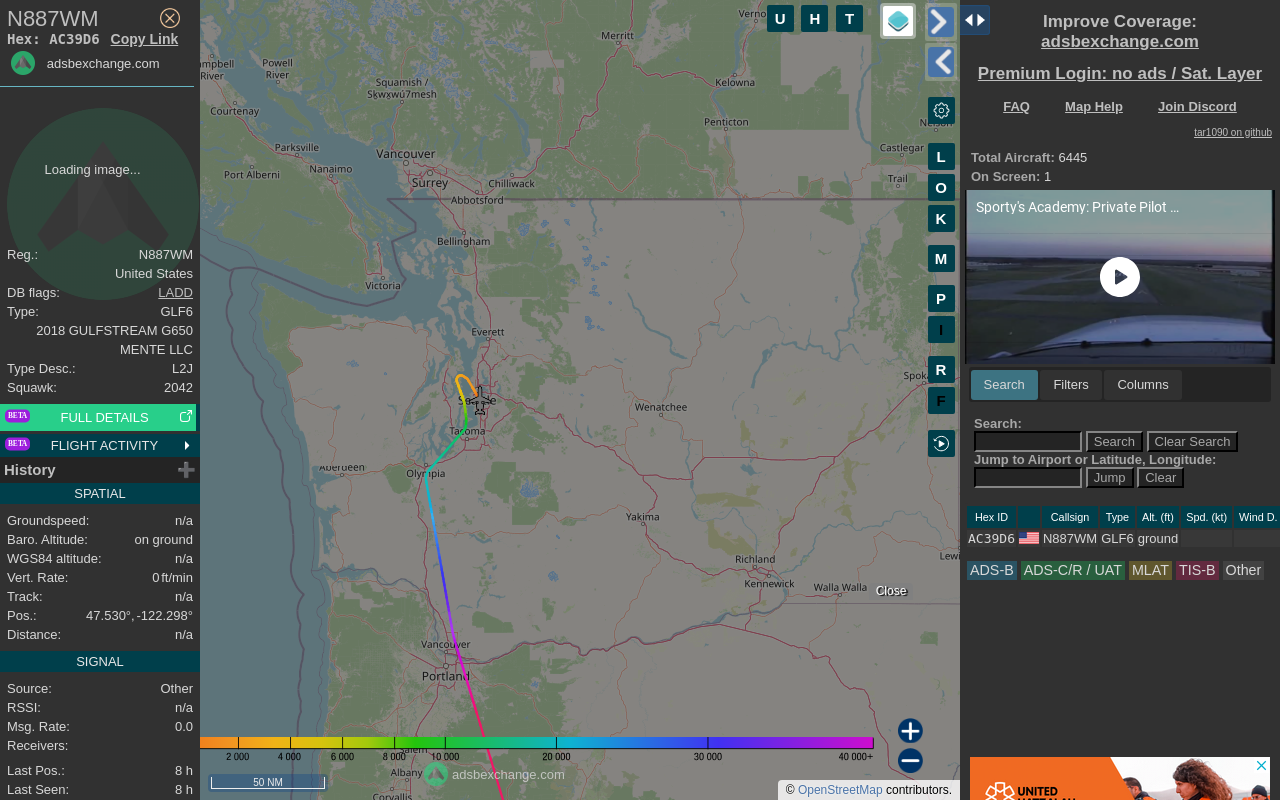 N887WM
Hex: AC39D6 Copy Link
adsbexchange.com
Loading image...
Reg.: N887WM
United States
DB flags: LADD
Type: GLF6
2018 GULFSTREAM G650
MENTE LLC
Type Desc.: L2J
Squawk: 2042
BETA FULL DETAILS
BETA FLIGHT ACTIVITY
History
SPATIAL
Groundspeed: n/a
Baro. Altitude: on ground
WGS84 altitude: n/a
Vert. Rate: 0 ft/min
Track: n/a
Pos.: 47.530°, -122.298°
Distance: n/a
SIGNAL
Source: Other
RSSI: n/a
Msg. Rate: 0.0
Receivers:
Last Pos.: 8 h
Last Seen: 8 h
Merritt
Powell
River
mpbell
River
Squamish /
Sḵwx̱wú7mesh
Kelowna
Courtenay
Penticton
Parksville
Vancouver
Castlegar
Nanaimo
Port Alberni
Surrey
Chilliwack
Trail
Abbotsford
Bellingham
Victoria
Everett
Wenatchee
Tacoma
Aberdeen
Olympia
Yakima
Richland
Kennewick
Walla Walla
Vancouver
Portland
Albany
Corvallis
U H T
L
O
K
M
P
I
R
F
Close
2 000 4 000 6 000 8 000 10 000 20 000 30 000 40 000+
50 NM
adsbexchange.com
© OpenStreetMap contributors.
Improve Coverage:
adsbexchange.com
Premium Login: no ads / Sat. Layer
FAQ Map Help Join Discord
tar1090 on github
Total Aircraft: 6445
On Screen: 1
Sporty's Academy: Private Pilot …
Search Filters Columns
Search:
Search Clear Search
Jump to Airport or Latitude, Longitude:
Jump Clear
Hex ID Callsign Type Alt. (ft) Spd. (kt) Wind D.
AC39D6 N887WM GLF6 ground
ADS-B ADS-C/R / UAT MLAT TIS-B Other
UNITED